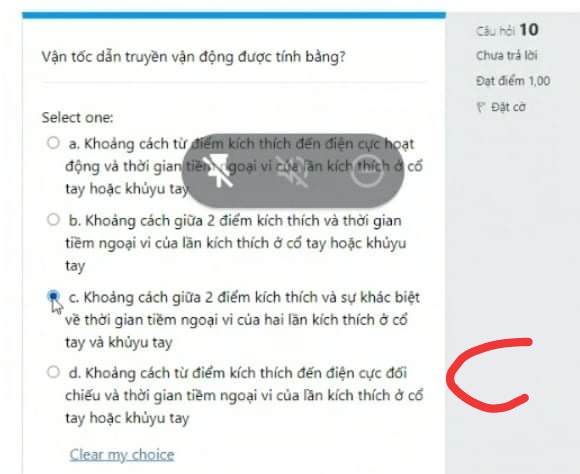 Câu hỏi 10
Chưa trả lời
Đạt điểm 1,00
Đặt cờ
Vận tốc dẫn truyền vận động được tính bằng?
Select one:
a. Khoảng cách từ điểm kích thích đến điện cực hoạt
động và thời gian tiềm ngoại vi của lần kích thích ở cổ
tay hoặc khủyu tay
b. Khoảng cách giữa 2 điểm kích thích và thời gian
tiềm ngoại vi của lần kích thích ở cổ tay hoặc khủyu
tay
c. Khoảng cách giữa 2 điểm kích thích và sự khác biệt
về thời gian tiềm ngoại vi của hai lần kích thích ở cổ
tay và khủyu tay
d. Khoảng cách từ điểm kích thích đến điện cực đối
chiếu và thời gian tiềm ngoại vi của lần kích thích ở cổ
tay hoặc khủyu tay
Clear my choice